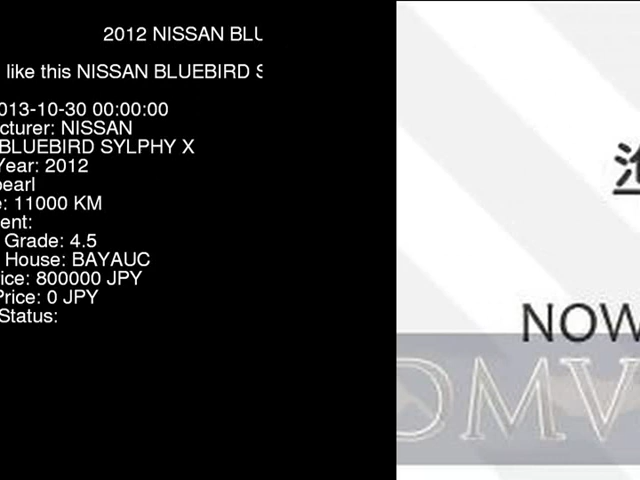 2012 NISSAN BLU
like this NISSAN BLUEBIRD S
013-10-30 00:00:00
cturer: NISSAN
BLUEBIRD SYLPHY X
Year: 2012
pearl
e: 11000 KM
ent:
Grade: 4.5
House: BAYAUC
ice: 800000 JPY
Price: 0 JPY
Status:
NOW
DMV